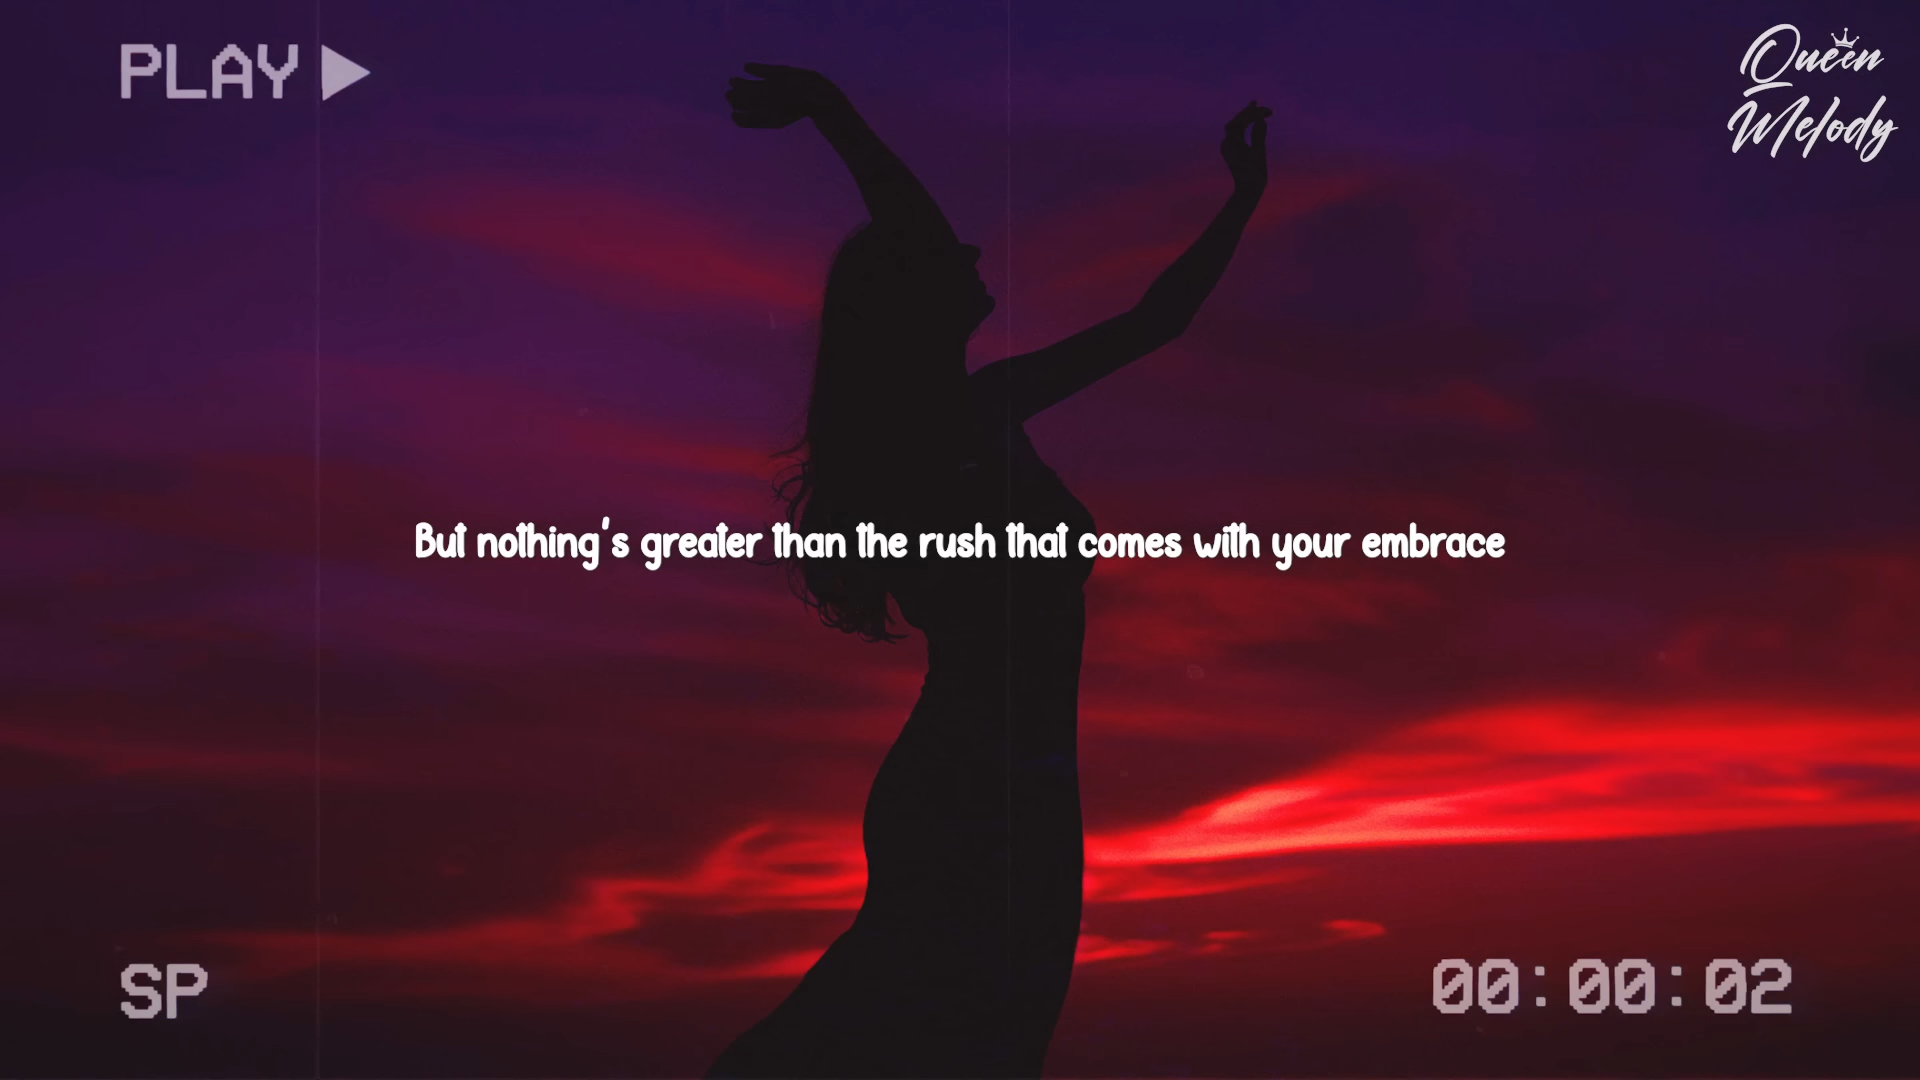 PLAY
Queen
Melody
But nothing's greater than the rush that comes with your embrace
SP
00:00:02